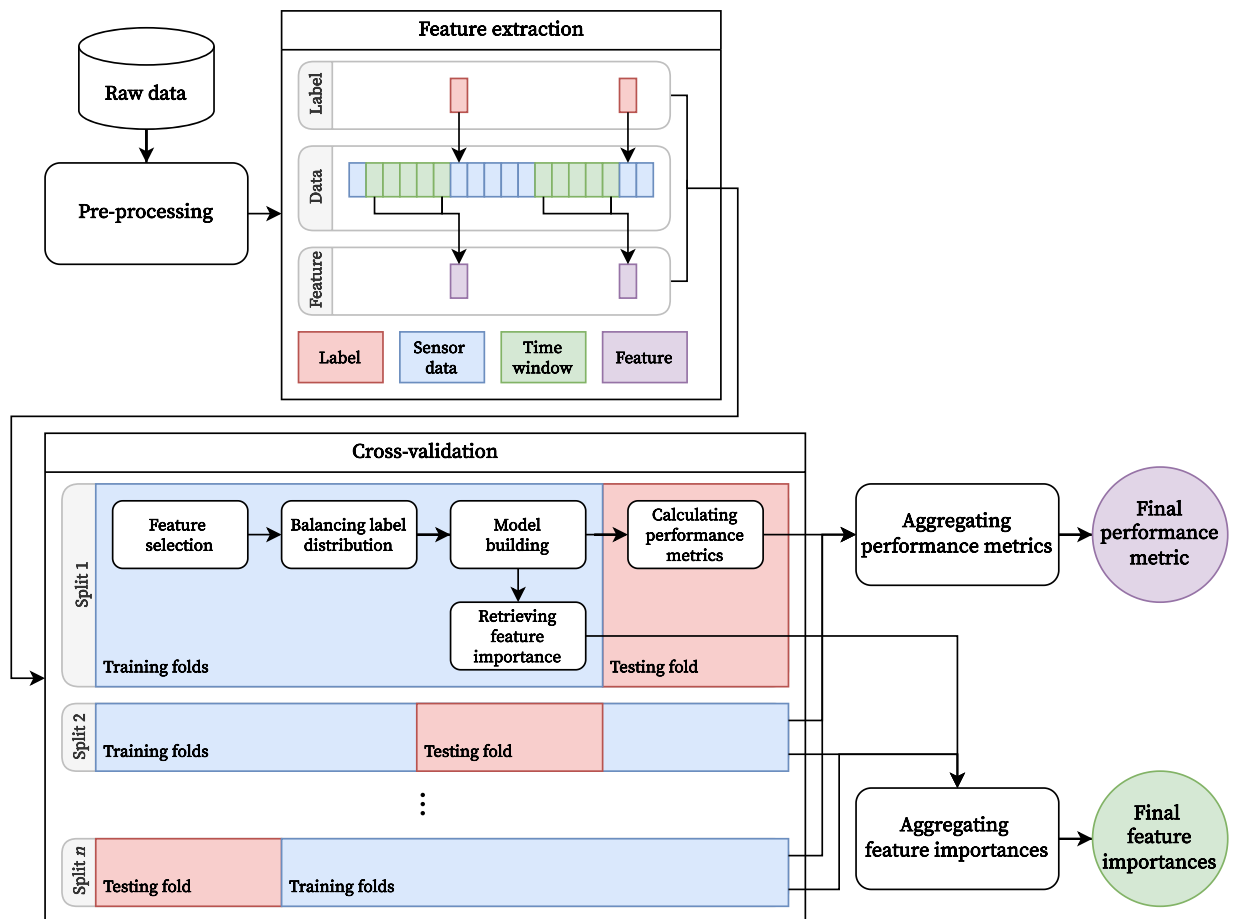 Feature extraction
Raw data
Pre-processing
Label
Data
Feature
Label
Sensor
data
Time
window
Feature
Cross-validation
Split 1
Feature
selection
Balancing label
distribution
Model
building
Calculating
performance
metrics
Retrieving
feature
importance
Training folds
Testing fold
Aggregating
performance metrics
Final
performance
metric
Split 2
Training folds
Testing fold
⋮
Aggregating
feature importances
Final
feature
importances
Split n
Testing fold
Training folds